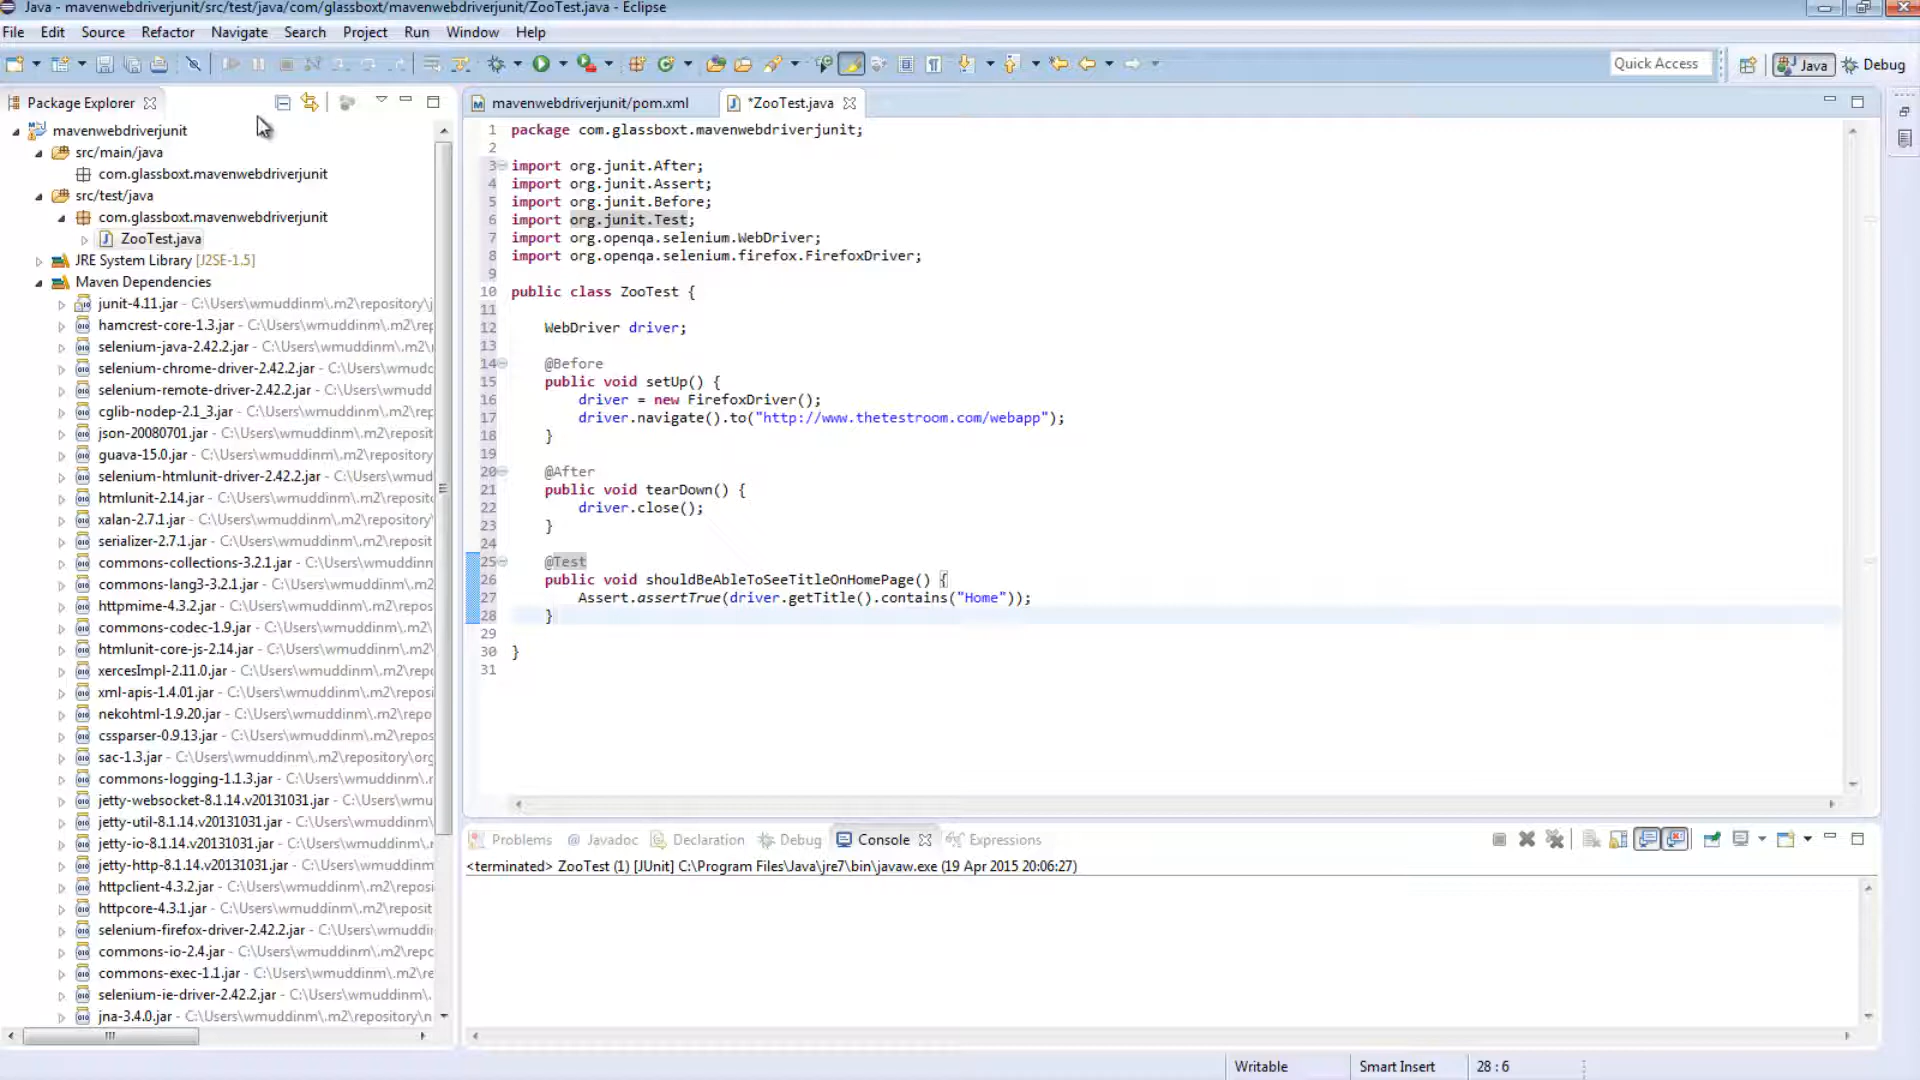 Java - mavenwebdriverjunit/src/test/java/com/glassboxt/mavenwebdriverjunit/ZooTest.java - Eclipse
File Edit Source Refactor Navigate Search Project Run Window Help
Quick Access Java Debug
Package Explorer
mavenwebdriverjunit
src/main/java
com.glassboxt.mavenwebdriverjunit
src/test/java
com.glassboxt.mavenwebdriverjunit
ZooTest.java
JRE System Library [J2SE-1.5]
Maven Dependencies
junit-4.11.jar - C:\Users\wmuddinm\.m2\repository\j
hamcrest-core-1.3.jar - C:\Users\wmuddinm\.m2\rep
selenium-java-2.42.2.jar - C:\Users\wmuddinm\.m2\
selenium-chrome-driver-2.42.2.jar - C:\Users\wmudd
selenium-remote-driver-2.42.2.jar - C:\Users\wmudd
cglib-nodep-2.1_3.jar - C:\Users\wmuddinm\.m2\rep
json-20080701.jar - C:\Users\wmuddinm\.m2\reposit
guava-15.0.jar - C:\Users\wmuddinm\.m2\repository\
selenium-htmlunit-driver-2.42.2.jar - C:\Users\wmud
htmlunit-2.14.jar - C:\Users\wmuddinm\.m2\reposit
xalan-2.7.1.jar - C:\Users\wmuddinm\.m2\repository\
serializer-2.7.1.jar - C:\Users\wmuddinm\.m2\reposit
commons-collections-3.2.1.jar - C:\Users\wmuddinm
commons-lang3-3.2.1.jar - C:\Users\wmuddinm\.m2
httpmime-4.3.2.jar - C:\Users\wmuddinm\.m2\repos
commons-codec-1.9.jar - C:\Users\wmuddinm\.m2\r
htmlunit-core-js-2.14.jar - C:\Users\wmuddinm\.m2
xercesImpl-2.11.0.jar - C:\Users\wmuddinm\.m2\rep
xml-apis-1.4.01.jar - C:\Users\wmuddinm\.m2\reposi
nekohtml-1.9.20.jar - C:\Users\wmuddinm\.m2\repo
cssparser-0.9.13.jar - C:\Users\wmuddinm\.m2\repos
sac-1.3.jar - C:\Users\wmuddinm\.m2\repository\org
commons-logging-1.1.3.jar - C:\Users\wmuddinm\.r
jetty-websocket-8.1.14.v20131031.jar - C:\Users\wmu
jetty-util-8.1.14.v20131031.jar - C:\Users\wmuddinm\
jetty-io-8.1.14.v20131031.jar - C:\Users\wmuddinm\.
jetty-http-8.1.14.v20131031.jar - C:\Users\wmuddinm
httpclient-4.3.2.jar - C:\Users\wmuddinm\.m2\repos
httpcore-4.3.1.jar - C:\Users\wmuddinm\.m2\reposit
selenium-firefox-driver-2.42.2.jar - C:\Users\wmuddi
commons-io-2.4.jar - C:\Users\wmuddinm\.m2\repo
commons-exec-1.1.jar - C:\Users\wmuddinm\.m2\re
selenium-ie-driver-2.42.2.jar - C:\Users\wmuddinm\.
jna-3.4.0.jar - C:\Users\wmuddinm\.m2\repository\n
mavenwebdriverjunit/pom.xml *ZooTest.java
1 package com.glassboxt.mavenwebdriverjunit;
2
3 import org.junit.After;
4 import org.junit.Assert;
5 import org.junit.Before;
6 import org.junit.Test;
7 import org.openqa.selenium.WebDriver;
8 import org.openqa.selenium.firefox.FirefoxDriver;
9
10 public class ZooTest {
11
12 WebDriver driver;
13
14 @Before
15 public void setUp() {
16 driver = new FirefoxDriver();
17 driver.navigate().to("http://www.thetestroom.com/webapp");
18 }
19
20 @After
21 public void tearDown() {
22 driver.close();
23 }
24
25 @Test
26 public void shouldBeAbleToSeeTitleOnHomePage() {
27 Assert.assertTrue(driver.getTitle().contains("Home"));
28 }
29
30 }
31
Problems @ Javadoc Declaration Debug Console Expressions
<terminated> ZooTest (1) [JUnit] C:\Program Files\Java\jre7\bin\javaw.exe (19 Apr 2015 20:06:27)
Writable Smart Insert 28 : 6